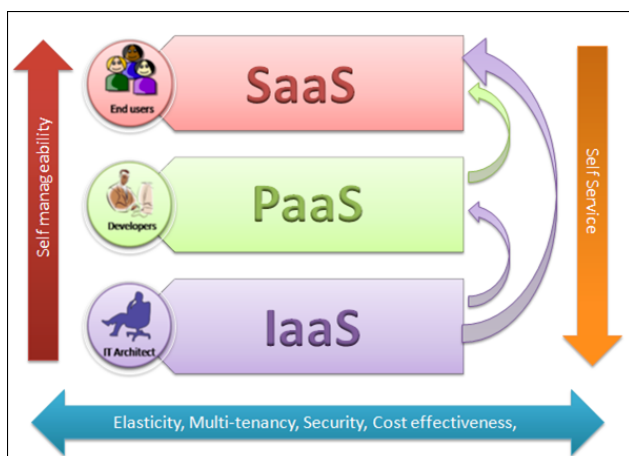 End users
SaaS
Self manageability
Self Service
Developers
PaaS
IT Architect
IaaS
Elasticity, Multi-tenancy, Security, Cost effectiveness,